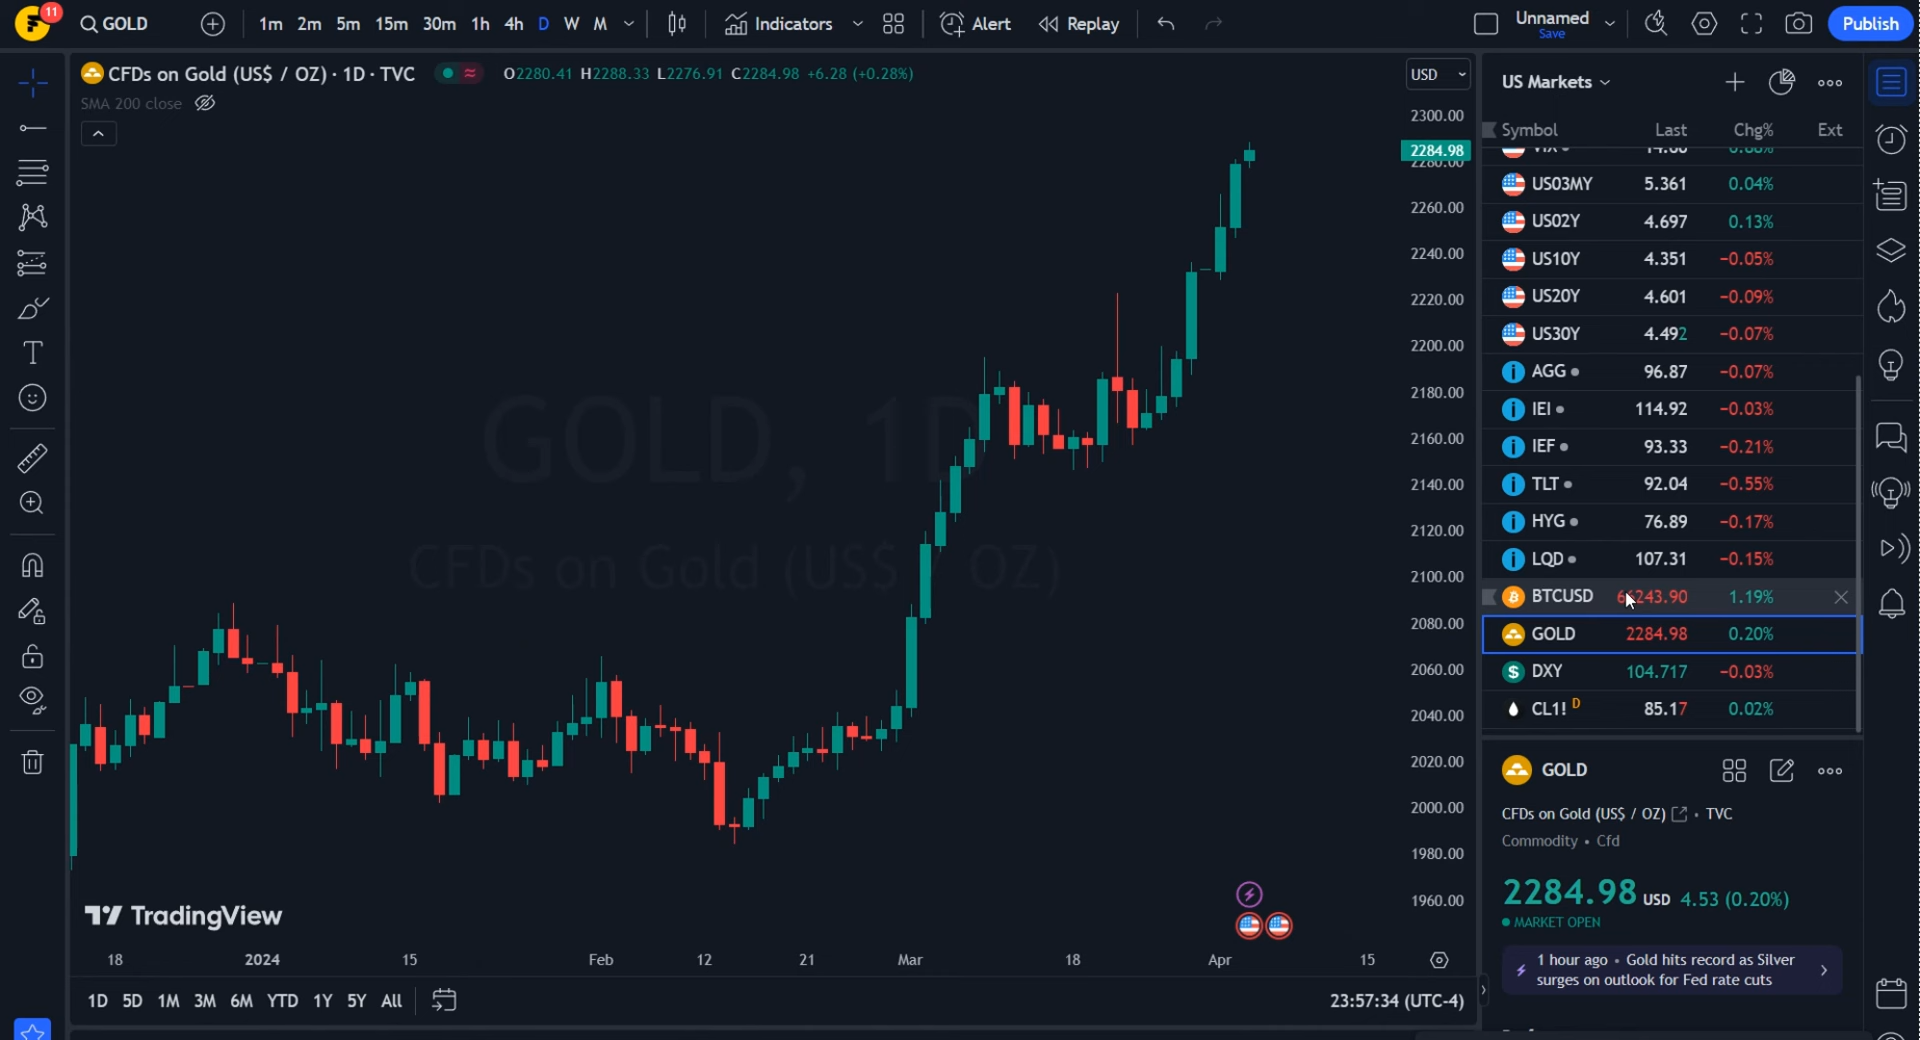 11
GOLD
1m 2m 5m 15m 30m 1h 4h D W M
Indicators
Alert
Replay
Unnamed
Save
Publish
CFDs on Gold (US$ / OZ) · 1D · TVC
O2280.41 H2288.33 L2276.91 C2284.98 +6.28 (+0.28%)
SMA 200 close
USD
GOLD, 1D
CFDs on Gold (US$ / OZ)
2300.00
2284.98
2280.00
2260.00
2240.00
2220.00
2200.00
2180.00
2160.00
2140.00
2120.00
2100.00
2080.00
2060.00
2040.00
2020.00
2000.00
1980.00
1960.00
TradingView
18 2024 15 Feb 12 21 Mar 18 Apr 15
1D 5D 1M 3M 6M YTD 1Y 5Y All
23:57:34 (UTC-4)
US Markets
Symbol Last Chg% Ext
US03MY 5.361 0.04%
US02Y 4.697 0.13%
US10Y 4.351 −0.05%
US20Y 4.601 −0.09%
US30Y 4.492 −0.07%
AGG 96.87 −0.07%
IEI 114.92 −0.03%
IEF 93.33 −0.21%
TLT 92.04 −0.55%
HYG 76.89 −0.17%
LQD 107.31 −0.15%
BTCUSD 1.19%
GOLD 2284.98 0.20%
DXY 104.717 −0.03%
CL1! D 85.17 0.02%
GOLD
CFDs on Gold (US$ / OZ) • TVC
Commodity • Cfd
2284.98 USD 4.53 (0.20%)
MARKET OPEN
1 hour ago • Gold hits record as Silver
surges on outlook for Fed rate cuts